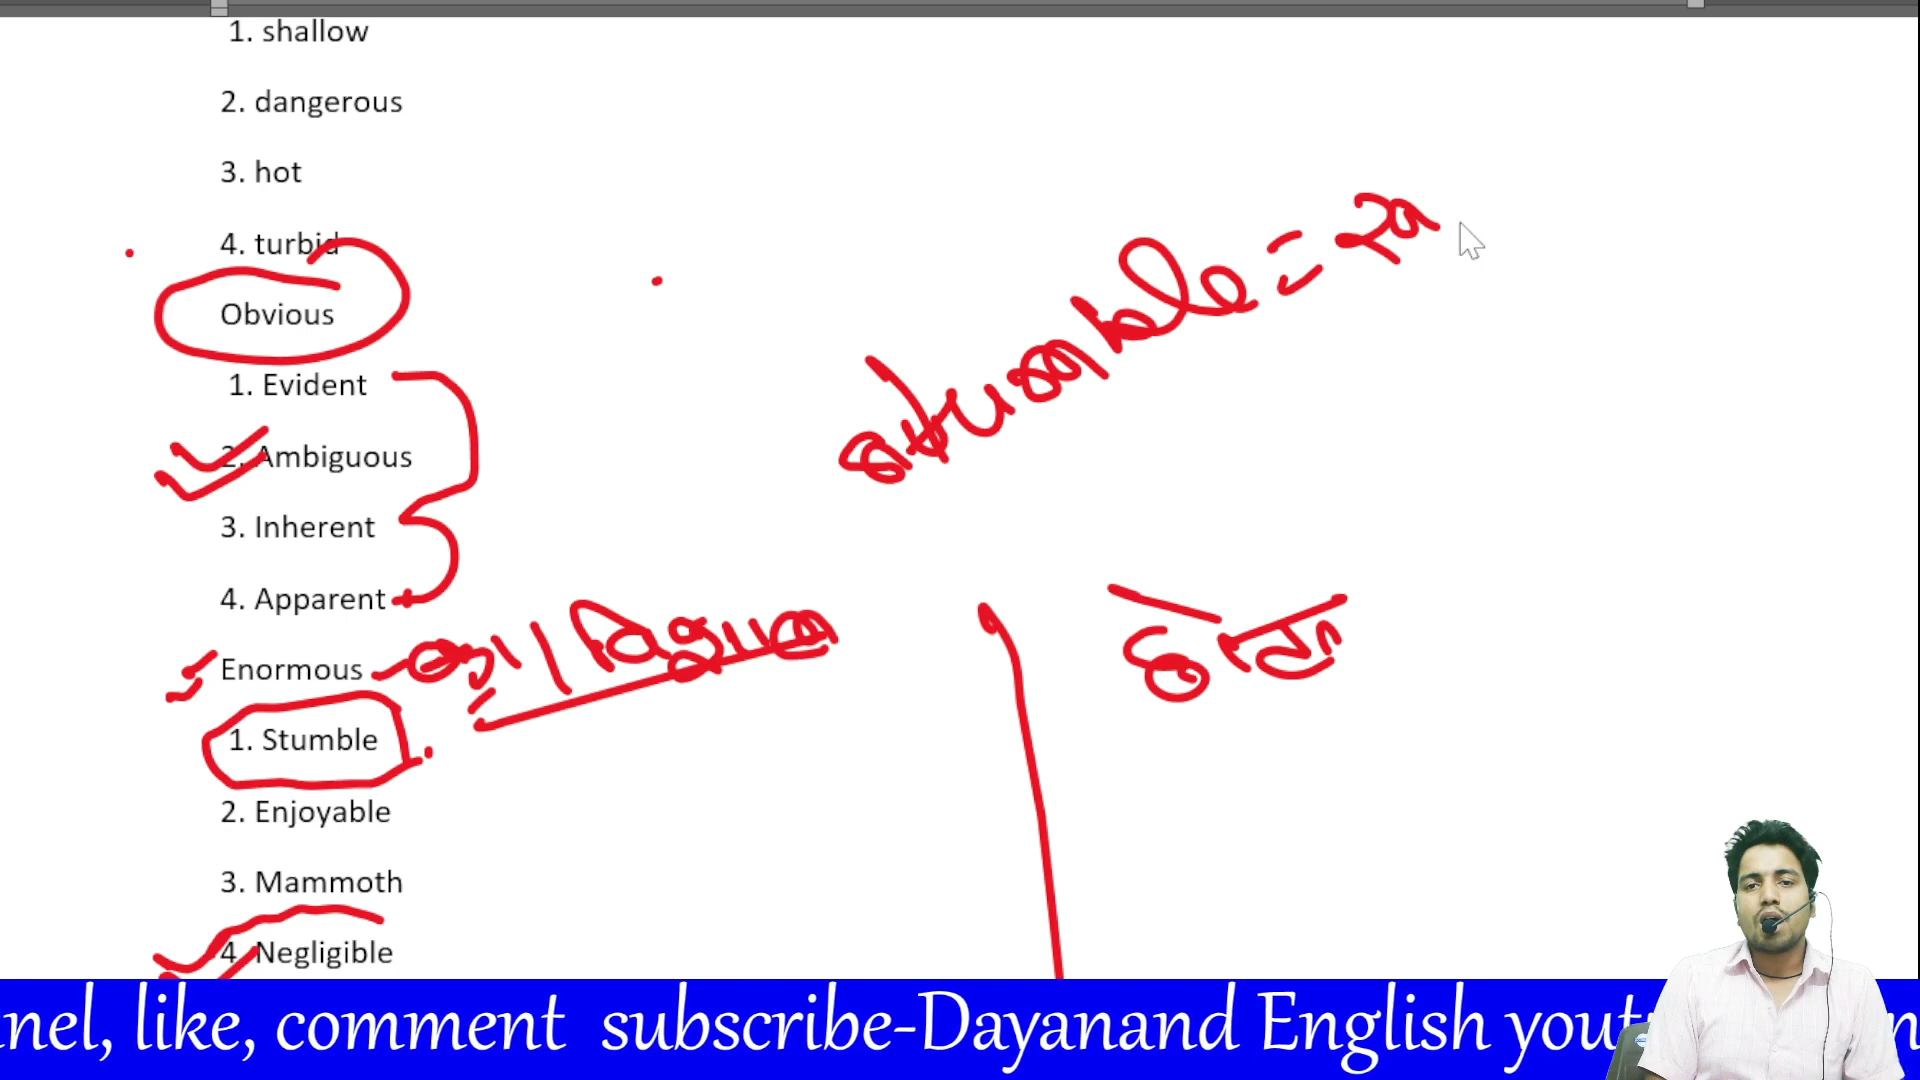 1. shallow
2. dangerous
3. hot
4. turbid
Obvious
1. Evident
2. Ambiguous
3. Inherent
4. Apparent
Enormous
1. Stumble
2. Enjoyable
3. Mammoth
4. Negligible
nel, like, comment subscribe-Dayanand English yout